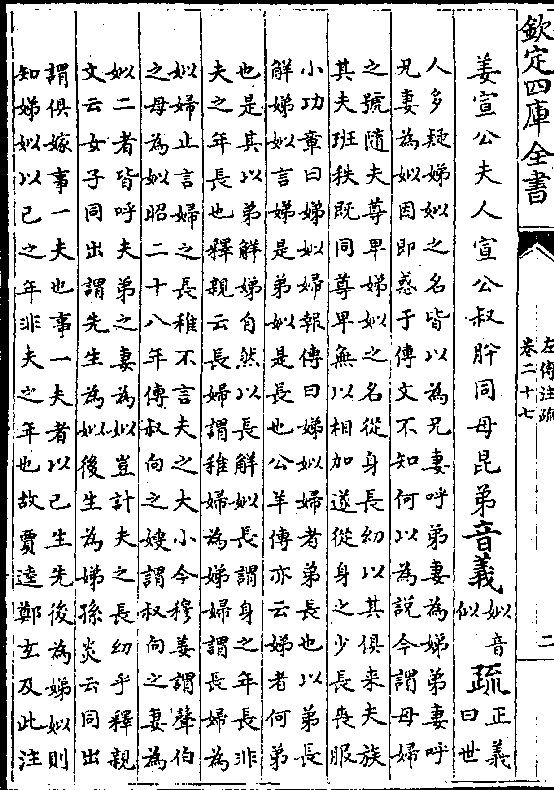 欽定四庫全書
左傳注疏
卷二十七
二
姜宣公夫人宣公叔肸同母昆弟音義姒音
似
疏正義
曰世
人多疑娣姒之名皆以為兄妻呼弟妻為娣弟妻呼
兄妻為姒因即惑于傳文不知何以為說今謂母婦
之號隨夫尊卑娣姒之名從身長幼以其俱来夫族
其夫班秩既同尊卑無以相加遂從身之少長喪服
小功章曰娣姒婦報傳曰娣姒婦者弟長也以弟長
解娣姒言娣是弟姒是長也公羊傳亦云娣者何弟
也是其以弟解娣自然以長解姒長謂身之年長非
夫之年長也釋親云長婦謂稚婦為娣婦謂長婦為
姒婦止言婦之長稚不言夫之大小今穆姜謂聲伯
之母為姒昭二十八年傳叔向之嫂謂叔向之妻為
姒二者皆呼夫弟之妻為姒豈計夫之長幼乎釋親
文云女子同出謂先生為姒後生為娣孫炎云同出
謂俱嫁事一夫也事一夫者以己生先後為娣姒則
知娣姒以己之年非夫之年也故賈逵鄭玄及此注